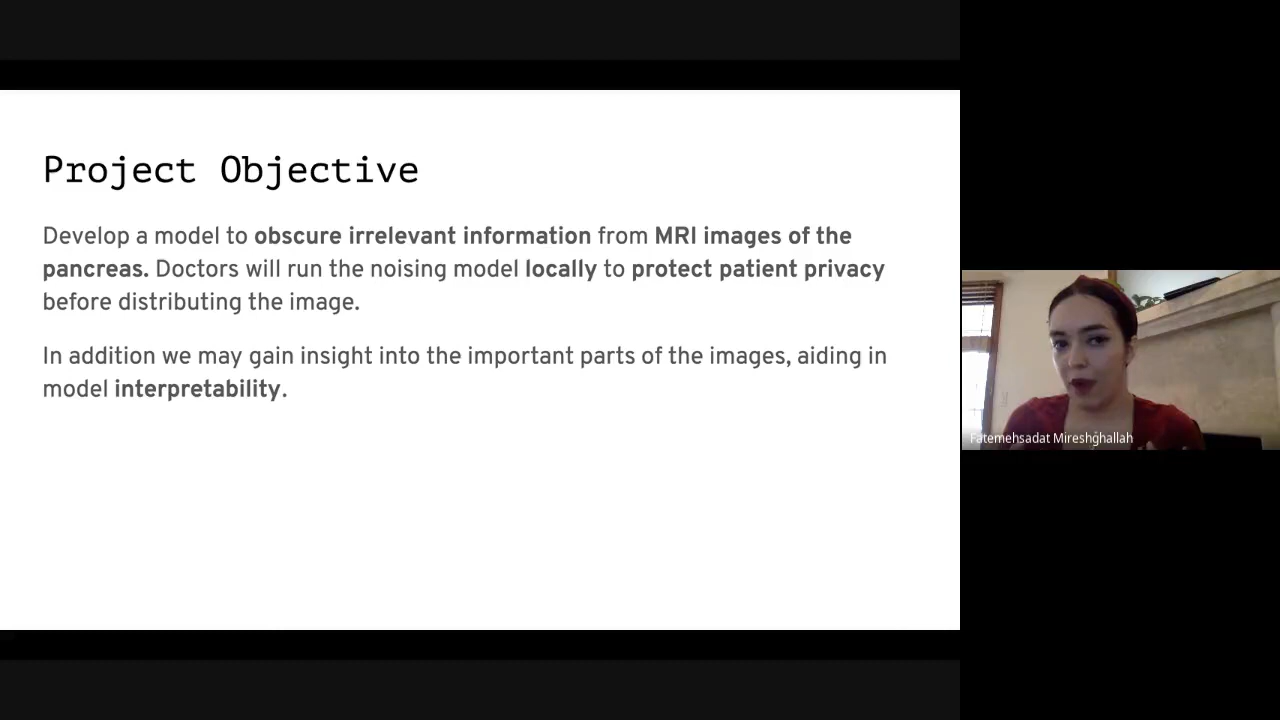 Project Objective
Develop a model to obscure irrelevant information from MRI images of the
pancreas. Doctors will run the noising model locally to protect patient privacy
before distributing the image.
In addition we may gain insight into the important parts of the images, aiding in
model interpretability.
Fatemehsadat Mireshghallah